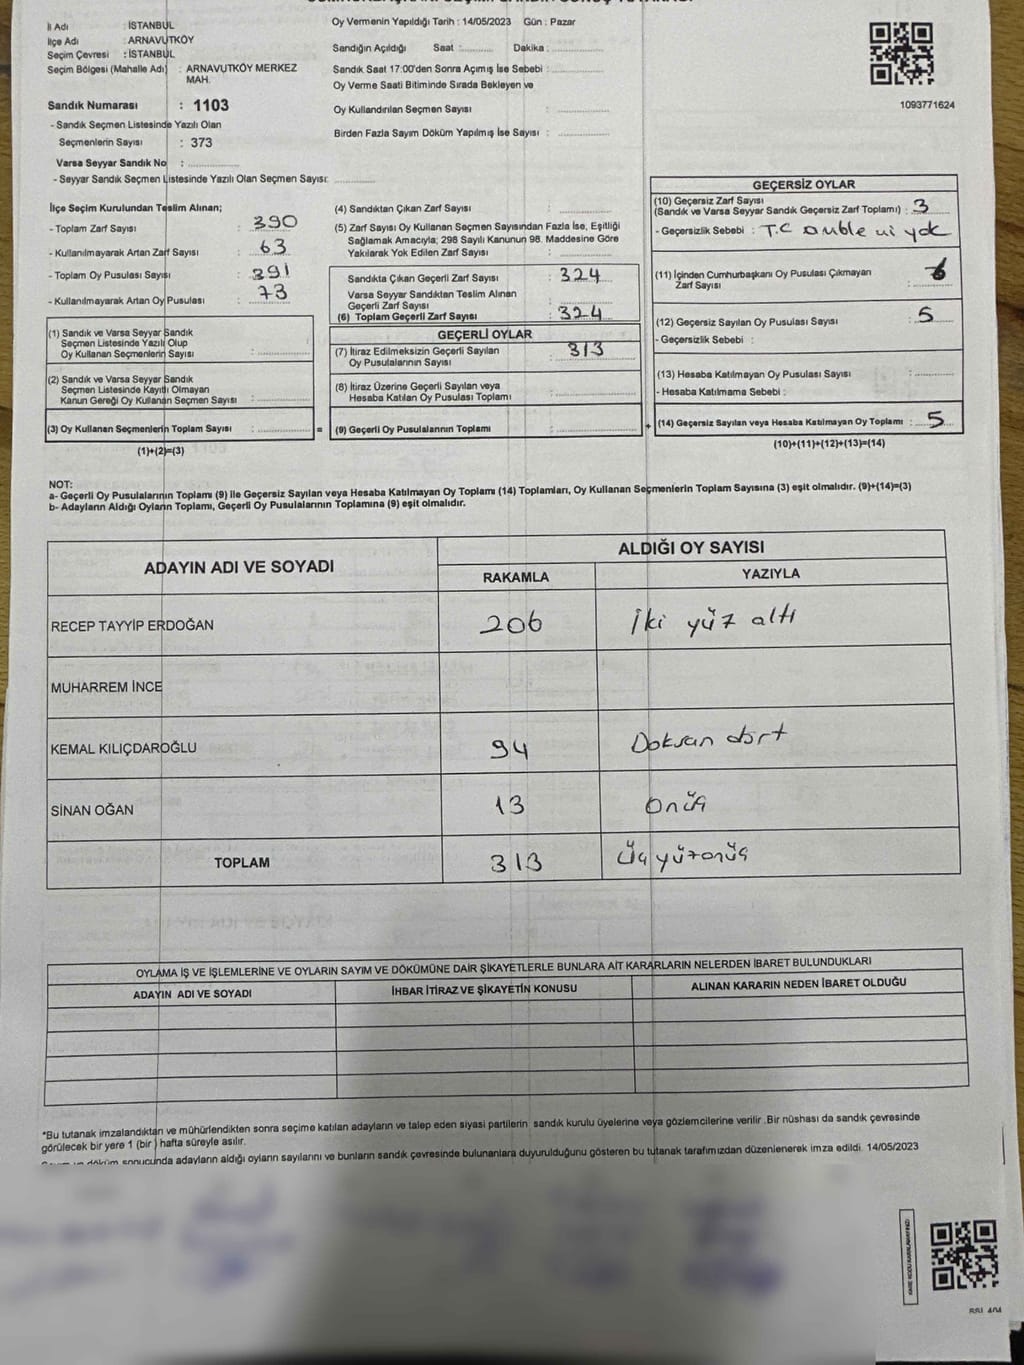 İli Adı : İSTANBUL
İlçe Adı : ARNAVUTKÖY
Seçim Çevresi : İSTANBUL
Seçim Bölgesi (Mahalle Adı) : ARNAVUTKÖY MERKEZ
MAH.
Sandık Numarası : 1103
- Sandık Seçmen Listesinde Yazılı Olan
Seçmenlerin Sayısı : 373
Varsa Seyyar Sandık No :
- Seyyar Sandık Seçmen Listesinde Yazılı Olan Seçmen Sayısı:
Oy Vermenin Yapıldığı Tarih : 14/05/2023 Gün : Pazar
Sandığın Açıldığı Saat : Dakika :
Sandık Saat 17:00'den Sonra Açımış İse Sebebi :
Oy Verme Saati Bitiminde Sırada Bekleyen ve
Oy Kullandırılan Seçmen Sayısı :
Birden Fazla Sayım Döküm Yapılmış İse Sayısı :
1093771624
İlçe Seçim Kurulundan Teslim Alınan;
- Toplam Zarf Sayısı : 390
- Kullanılmayarak Artan Zarf Sayısı : 63
- Toplam Oy Pusulası Sayısı : 391
- Kullanılmayarak Artan Oy Pusulası : 73
(1) Sandık ve Varsa Seyyar Sandık
Seçmen Listesinde Yazılı Olup
Oy Kullanan Seçmenlerin Sayısı :
(2) Sandık ve Varsa Seyyar Sandık
Seçmen Listesinde Kayıtlı Olmayan
Kanun Gereği Oy Kullanan Seçmen Sayısı :
(3) Oy Kullanan Seçmenlerin Toplam Sayısı : =
(1)+(2)=(3)
(4) Sandıktan Çıkan Zarf Sayısı :
(5) Zarf Sayısı Oy Kullanan Seçmen Sayısından Fazla İse, Eşitliği
Sağlamak Amacıyla; 298 Sayılı Kanunun 98. Maddesine Göre
Yakılarak Yok Edilen Zarf Sayısı :
Sandıkta Çıkan Geçerli Zarf Sayısı : 324
Varsa Seyyar Sandıktan Teslim Alınan
Geçerli Zarf Sayısı :
(6) Toplam Geçerli Zarf Sayısı : 324
GEÇERLİ OYLAR
(7) İtiraz Edilmeksizin Geçerli Sayılan
Oy Pusulalarının Sayısı : 313
(8) İtiraz Üzerine Geçerli Sayılan veya
Hesaba Katılan Oy Pusulası Toplamı :
(9) Geçerli Oy Pusulalarının Toplamı : +
GEÇERSİZ OYLAR
(10) Geçersiz Zarf Sayısı
(Sandık ve Varsa Seyyar Sandık Geçersiz Zarf Toplamı) : 3
- Geçersizlik Sebebi : T.C yok
(11) İçinden Cumhurbaşkanı Oy Pusulası Çıkmayan
Zarf Sayısı : 6
(12) Geçersiz Sayılan Oy Pusulası Sayısı : 5
- Geçersizlik Sebebi :
(13) Hesaba Katılmayan Oy Pusulası Sayısı :
- Hesaba Katılmama Sebebi :
(14) Geçersiz Sayılan veya Hesaba Katılmayan Oy Toplamı : 5
(10)+(11)+(12)+(13)=(14)
NOT:
a- Geçerli Oy Pusulalarının Toplamı (9) ile Geçersiz Sayılan veya Hesaba Katılmayan Oy Toplamı (14) Toplamları, Oy Kullanan Seçmenlerin Toplam Sayısına (3) eşit olmalıdır. (9)+(14)=(3)
b- Adayların Aldığı Oyların Toplamı, Geçerli Oy Pusulalarının Toplamına (9) eşit olmalıdır.
ADAYIN ADI VE SOYADI ALDIĞI OY SAYISI
RAKAMLA YAZIYLA
RECEP TAYYİP ERDOĞAN 206 İki yüz altı
MUHARREM İNCE
KEMAL KILIÇDAROĞLU 94 Doksan dört
SİNAN OĞAN 13 Onüç
TOPLAM 313 Üçyüzonüç
OYLAMA İŞ VE İŞLEMLERİNE VE OYLARIN SAYIM VE DÖKÜMÜNE DAİR ŞİKAYETLERLE BUNLARA AİT KARARLARIN NELERDEN İBARET BULUNDUKLARI
ADAYIN ADI VE SOYADI İHBAR İTİRAZ VE ŞİKAYETİN KONUSU ALINAN KARARIN NEDEN İBARET OLDUĞU
*Bu tutanak imzalandıktan ve mühürlendikten sonra seçime katılan adayların ve talep eden siyasi partilerin sandık kurulu üyelerine veya gözlemcilerine verilir .Bir nüshası da sandık çevresinde
görülecek bir yere 1 (bir ) hafta süreyle asılır.
Sayım ve döküm sonucunda adayların aldığı oyların sayılarını ve bunların sandık çevresinde bulunanlara duyurulduğunu gösteren bu tutanak tarafımızdan düzenlenerek imza edildi. 14/05/2023